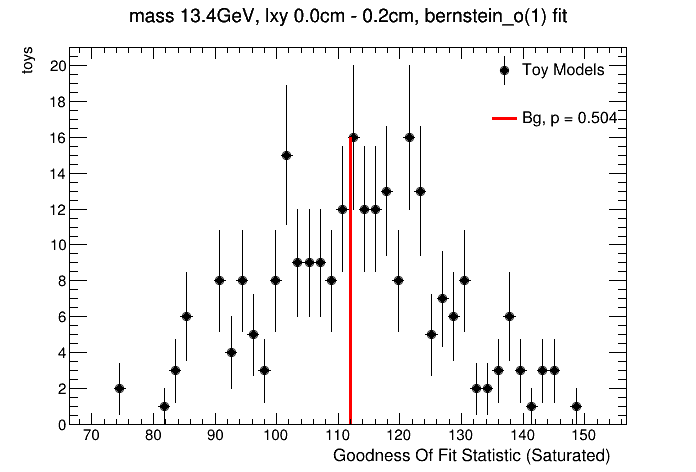 mass 13.4GeV, lxy 0.0cm - 0.2cm, bernstein_o(1) fit
toys
20
18
16
14
12
10
8
6
4
2
0
Toy Models
Bg, p = 0.504
70 80 90 100 110 120 130 140 150
Goodness Of Fit Statistic (Saturated)